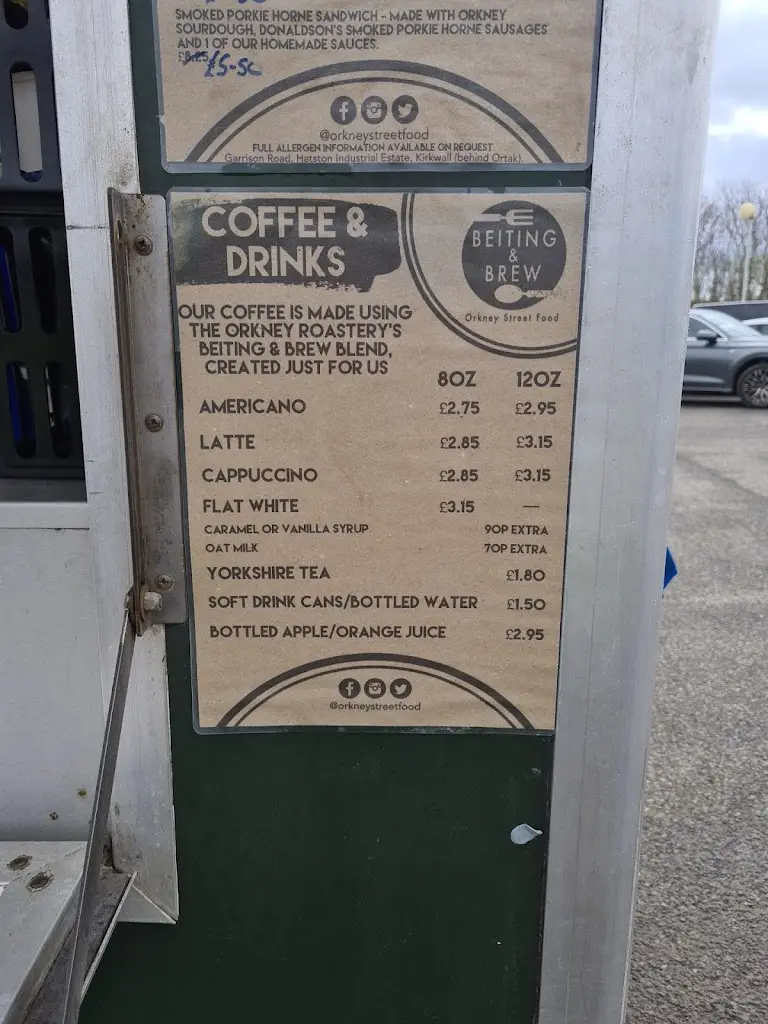 SMOKED PORKIE HORNE SANDWICH - MADE WITH ORKNEY
SOURDOUGH, DONALDSON'S SMOKED PORKIE HORNE SAUSAGES
AND 1 OF OUR HOMEMADE SAUCES.
£5-50
@orkneystreetfood
FULL ALLERGEN INFORMATION AVAILABLE ON REQUEST
Garrison Road, Hatston Industrial Estate, Kirkwall (behind Ortak).
COFFEE &
DRINKS
BEITING
&
BREW
Orkney Street Food
OUR COFFEE IS MADE USING
THE ORKNEY ROASTERY'S
BEITING & BREW BLEND,
CREATED JUST FOR US
8OZ 12OZ
AMERICANO £2.75 £2.95
LATTE £2.85 £3.15
CAPPUCCINO £2.85 £3.15
FLAT WHITE £3.15 —
CARAMEL OR VANILLA SYRUP 90P EXTRA
OAT MILK 70P EXTRA
YORKSHIRE TEA £1.80
SOFT DRINK CANS/BOTTLED WATER £1.50
BOTTLED APPLE/ORANGE JUICE £2.95
@orkneystreetfood